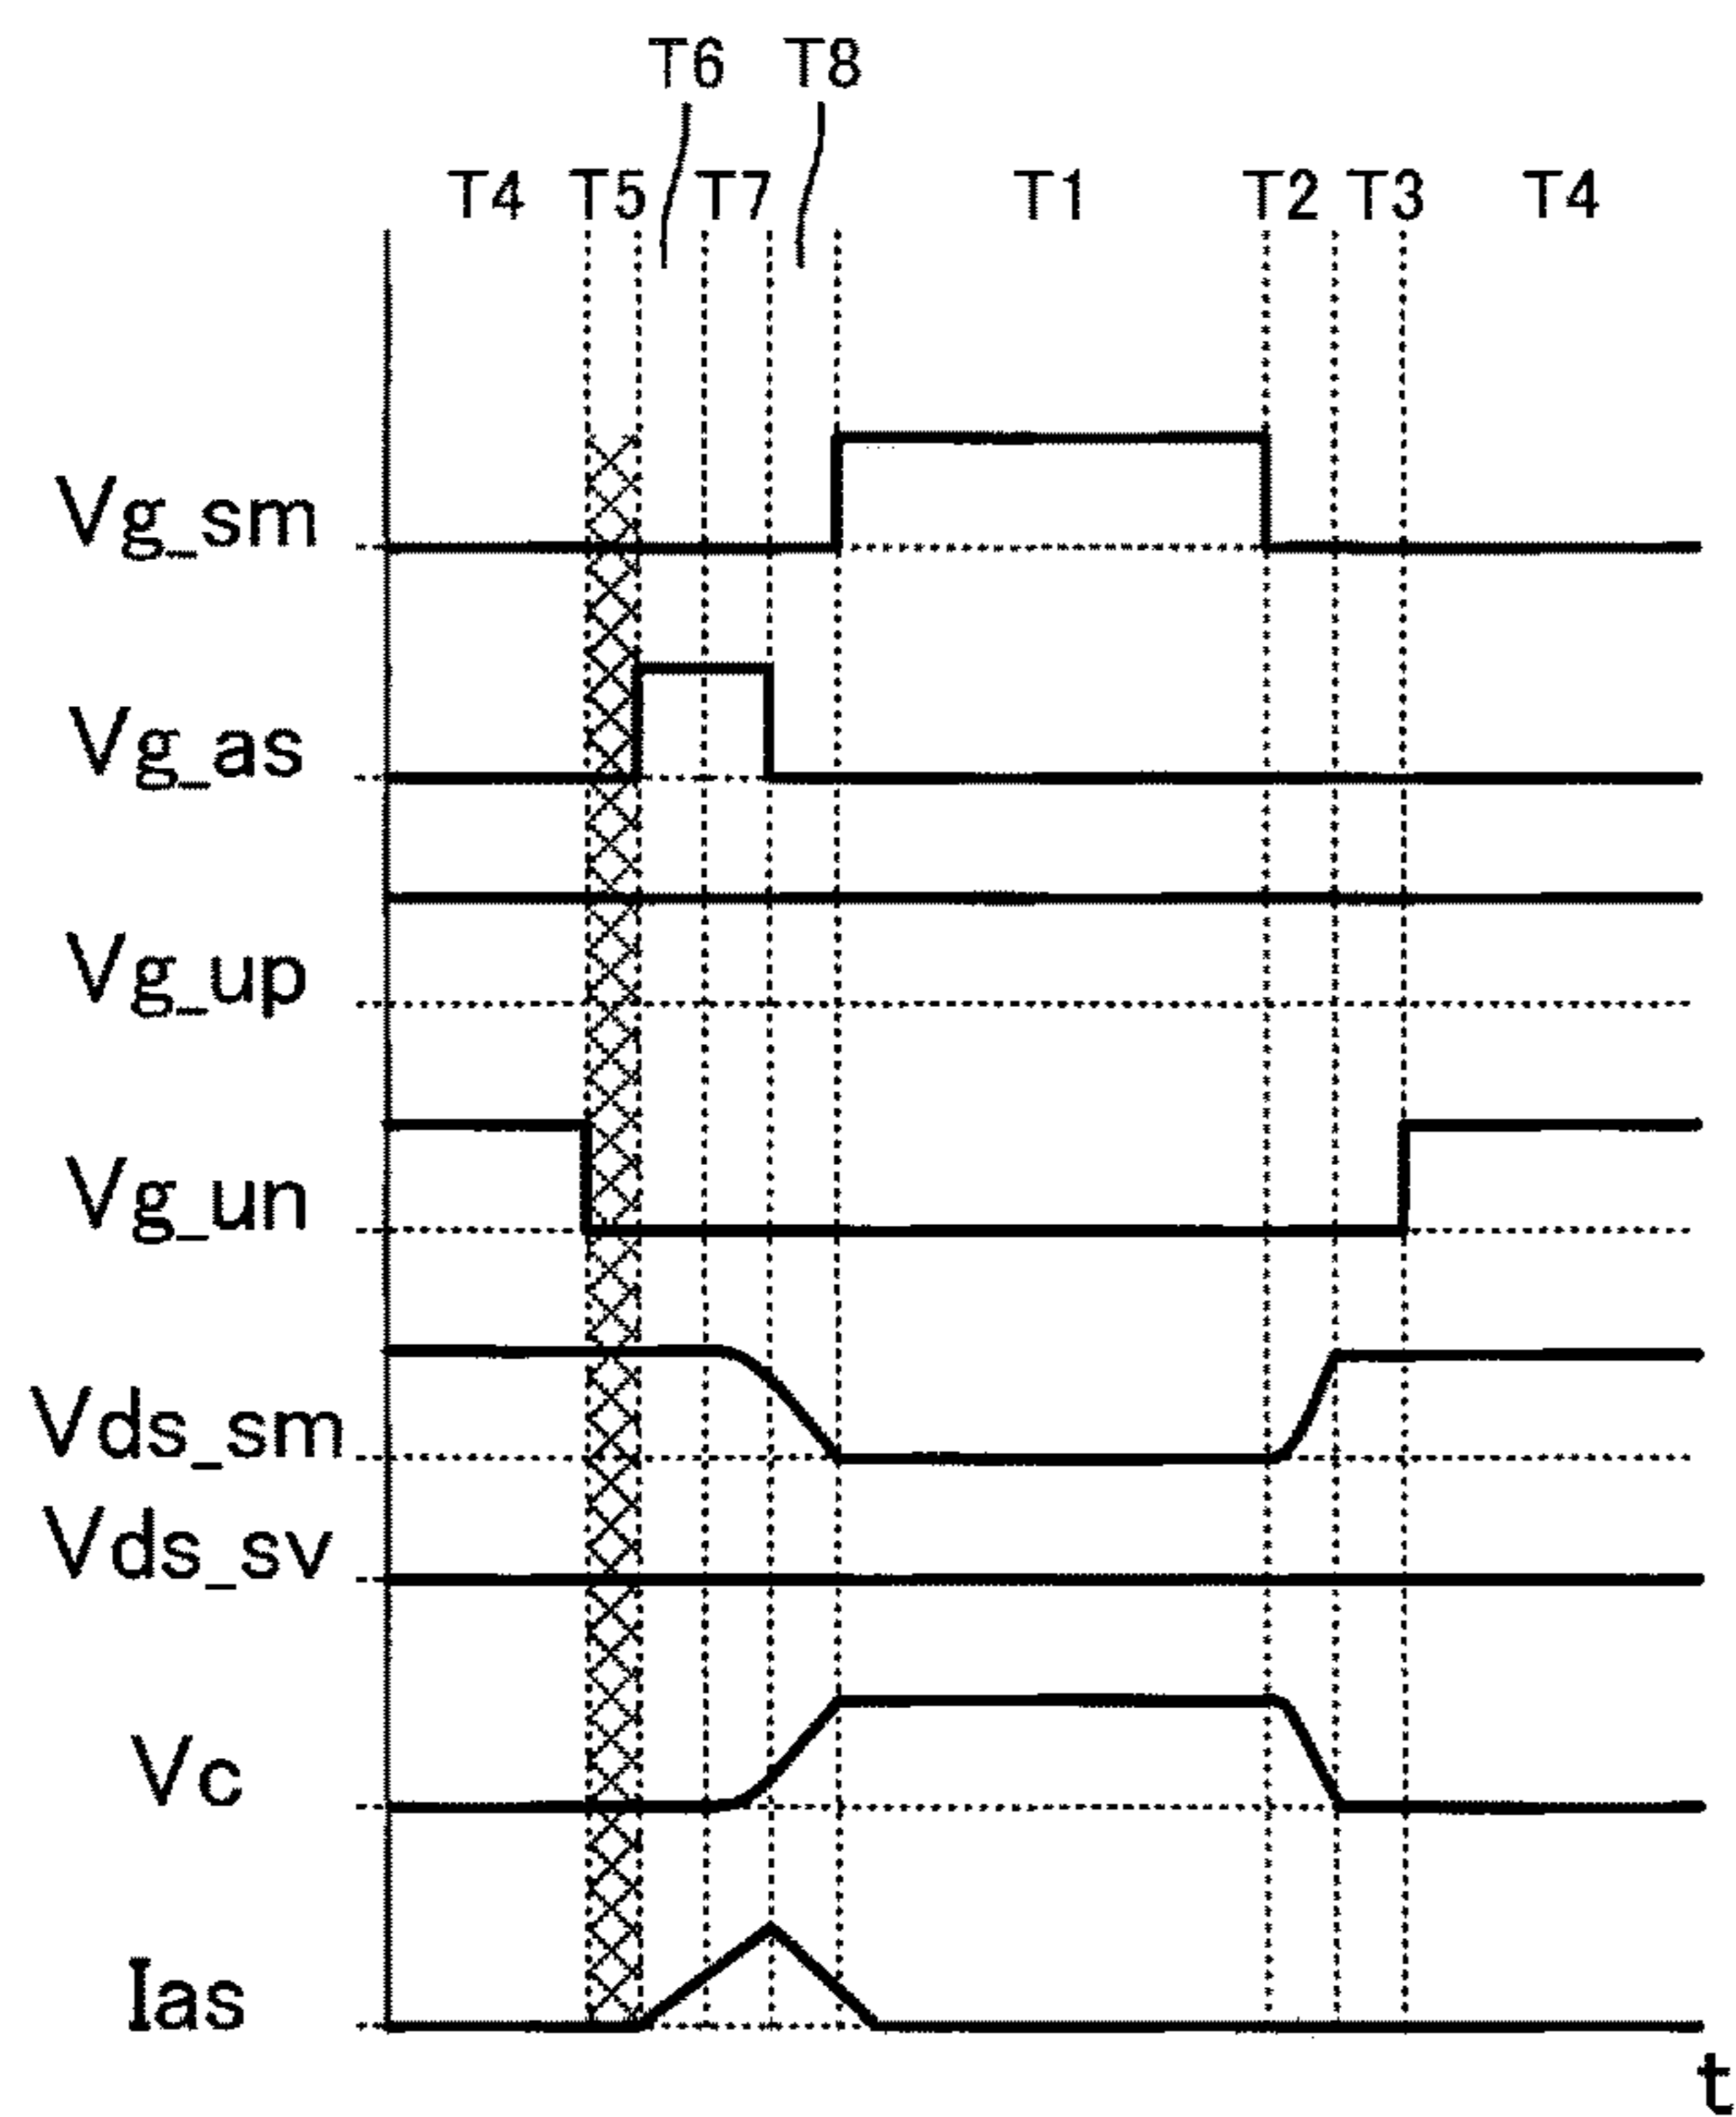 T6 T8
T4 T5 T7 T1 T2 T3 T4
Vg_sm
Vg_as
Vg_up
Vg_un
Vds_sm
Vds_sv
Vc
Ias
t